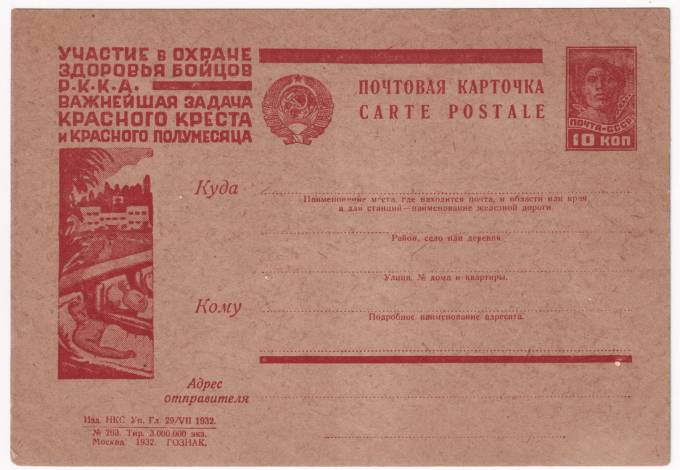 УЧАСТИЕ в ОХРАНЕ
ЗДОРОВЬЯ БОЙЦОВ
Р.К.К.А.
ВАЖНЕЙШАЯ ЗАДАЧА
КРАСНОГО КРЕСТА
и КРАСНОГО ПОЛУМЕСЯЦА
ПОЧТОВАЯ КАРТОЧКА
CARTE POSTALE
ПОЧТА-СССР
10 КОП
Куда
Наименование места, где находится почта, и области или края
а для станций—наименование железной дороги
Район, село или деревня
Улица, № дома и квартиры.
Кому
Подробное наименование адресата.
Адрес
отправителя
Изд. НКС Уп. Гл. 29/VII 1932.
№ 203. Тир. 3.000.000 экз.
Москва. 1932. ГОЗНАК.